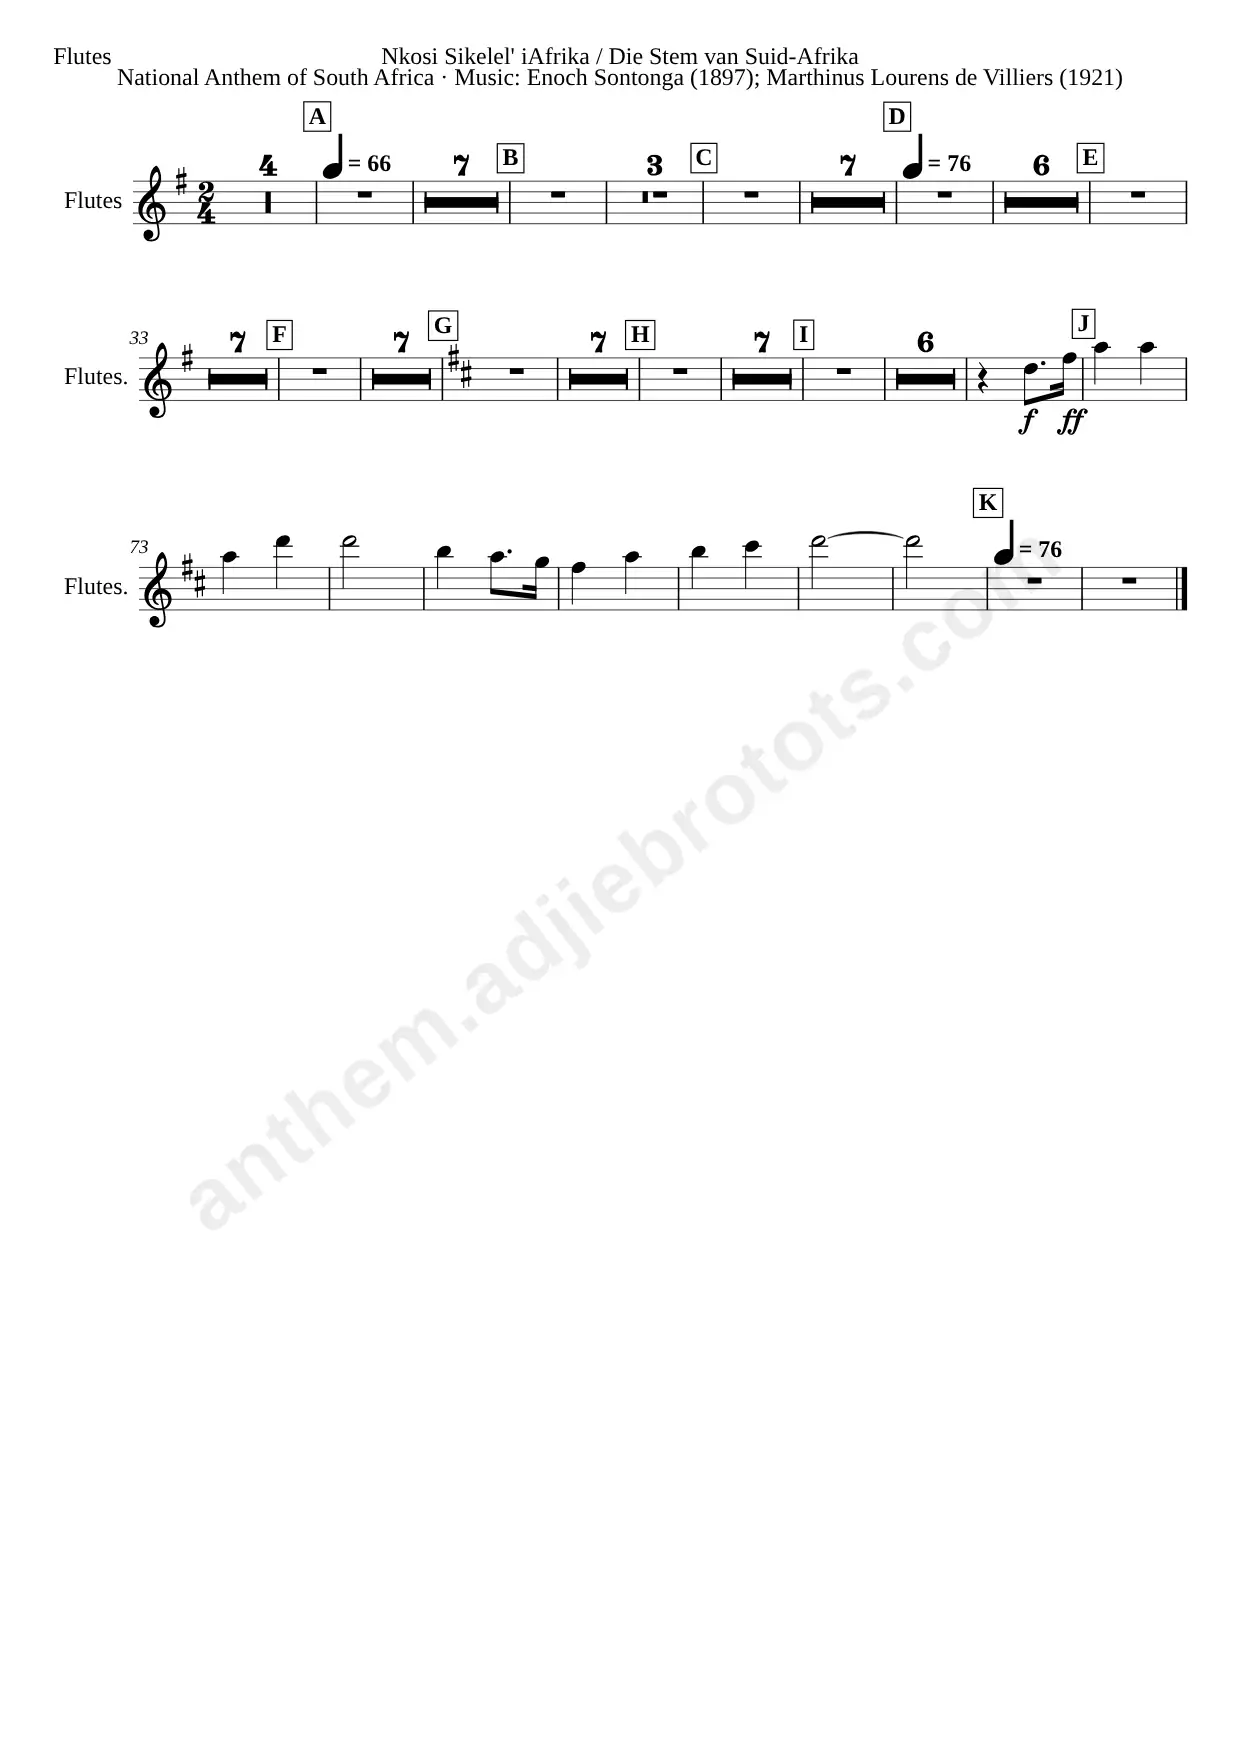 Flutes
Nkosi Sikelel' iAfrika / Die Stem van Suid-Afrika
National Anthem of South Africa · Music: Enoch Sontonga (1897); Marthinus Lourens de Villiers (1921)
A D
4 = 66 7 B 3 C 7 = 76 6 E
Flutes 2/4
33 7 F 7 G 7 H 7 I 6 J
Flutes.
f ff
K
73 = 76
Flutes.
anthem.adjiebrotots.com